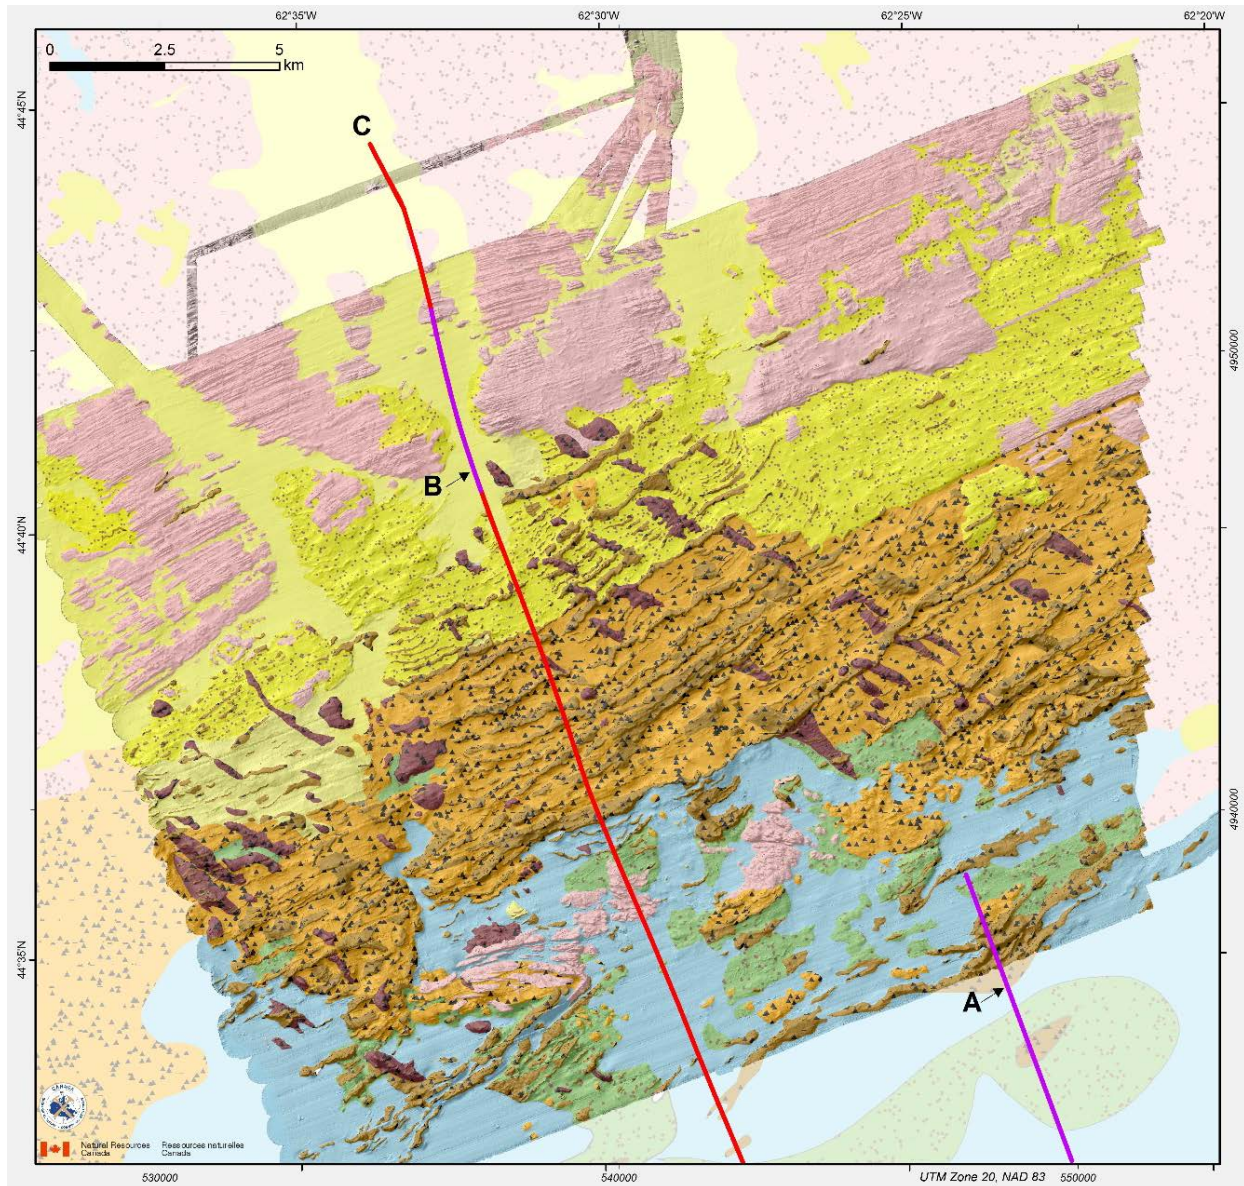 62°35'W 62°30'W 62°25'W 62°20'W
0 2.5 5
km
44°45'N
C
4950000
B
44°40'N
4940000
44°35'N
A
CANADA
Natural Resources Ressources naturelles
Canada Canada
530000 540000 UTM Zone 20, NAD 83 550000